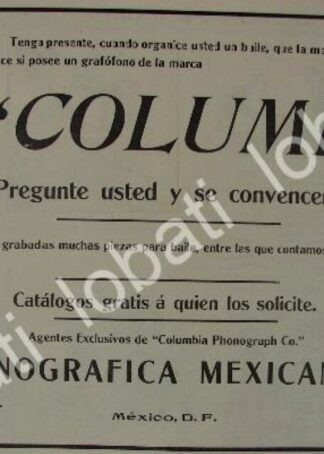 Tenga presente, cuando organice usted un baile, que la
ce si posee un grafófono de la marca
"COLUM
Pregunte usted y se convencer
grabadas muchas piezas para baile, entre las que contamos
Catálogos gratis á quien los solicite.
Agentes Exclusivos de "Columbia Phonograph Co."
NOGRAFICA MEXICAN
México, D. F.
lobati lobati